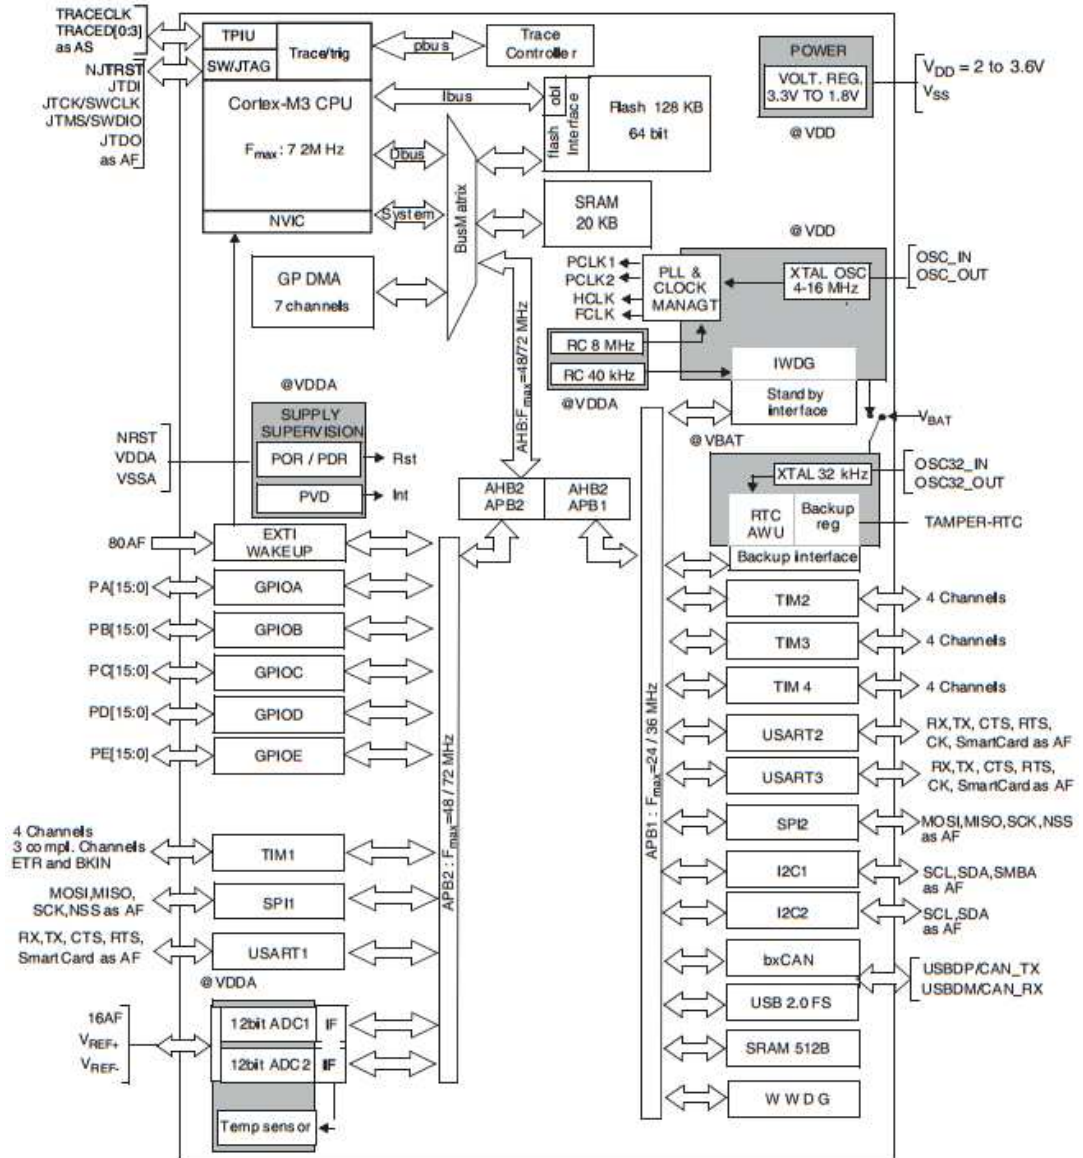 TRACECLK
TRACED[0:3]
as AS
NJTRST
JTDI
JTCK/SWCLK
JTMS/SWDIO
JTDO
as AF
TPIU
SW/JTAG
Trace/trig
Cortex-M3 CPU
Fmax : 7 2M Hz
NVIC
pbus
Trace
Controller
Ibus
Dbus
System
BusM atrix
flash obl
Interface
Flash 128 KB
64 bit
SRAM
20 KB
POWER
VOLT. REG.
3.3V TO 1.8V
@VDD
VDD = 2 to 3.6V
VSS
GP DMA
7 channels
@VDD
PCLK1
PCLK2
HCLK
FCLK
PLL &
CLOCK
MANAGT
XTAL OSC
4-16 MHz
OSC_IN
OSC_OUT
RC 8 MHz
RC 40 kHz
@VDDA
IWDG
Stand by
interface
VBAT
@VBAT
XTAL 32 kHz
OSC32_IN
OSC32_OUT
RTC
AWU
Backup
reg
TAMPER-RTC
Backup interface
AHB:Fmax=48/72 MHz
@VDDA
SUPPLY
SUPERVISION
NRST
VDDA
VSSA
POR / PDR
Rst
PVD
Int
AHB2
APB2
AHB2
APB1
80AF
EXTI
WAKEUP
PA[15:0]
GPIOA
PB[15:0]
GPIOB
PC[15:0]
GPIOC
PD[15:0]
GPIOD
PE[15:0]
GPIOE
4 Channels
3 compl. Channels
ETR and BKIN
TIM1
MOSI,MISO,
SCK,NSS as AF
SPI1
RX,TX, CTS, RTS,
SmartCard as AF
USART1
@VDDA
16AF
VREF+
VREF-
12bit ADC1 IF
12bit ADC2 IF
Temp sensor
APB2 : Fmax=48 / 72 MHz
APB1 : Fmax=24 / 36 MHz
TIM2
4 Channels
TIM3
4 Channels
TIM 4
4 Channels
USART2
RX,TX, CTS, RTS,
CK, SmartCard as AF
USART3
RX,TX, CTS, RTS,
CK, SmartCard as AF
SPI2
MOSI,MISO,SCK,NSS
as AF
I2C1
SCL,SDA,SMBA
as AF
I2C2
SCL,SDA
as AF
bxCAN
USBDP/CAN_TX
USBDM/CAN_RX
USB 2.0 FS
SRAM 512B
W W D G